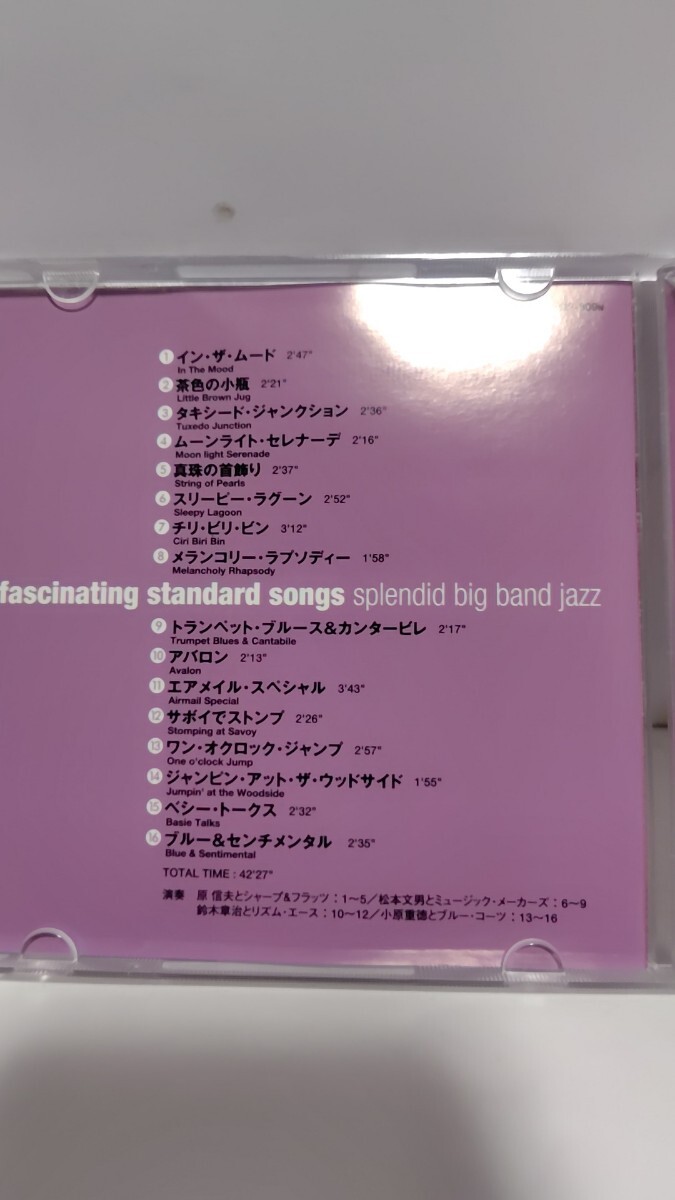 1 イン・ザ・ムード 2'47"
In The Mood
2 茶色の小瓶 2'21"
Little Brown Jug
3 タキシード・ジャンクション 2'36"
Tuxedo Junction
4 ムーンライト・セレナーデ 2'16"
Moon light Serenade
5 真珠の首飾り 2'37"
String of Pearls
6 スリーピー・ラグーン 2'52"
Sleepy Lagoon
7 チリ・ビリ・ビン 3'12"
Ciri Biri Bin
8 メランコリー・ラプソディー 1'58"
Melancholy Rhapsody
fascinating standard songs splendid big band jazz
9 トランペット・ブルース&カンタービレ 2'17"
Trumpet Blues & Cantabile
10 アバロン 2'13"
Avalon
11 エアメイル・スペシャル 3'43"
Airmail Special
12 サボイでストンプ 2'26"
Stomping at Savoy
13 ワン・オクロック・ジャンプ 2'57"
One o'clock Jump
14 ジャンピン・アット・ザ・ウッドサイド 1'55"
Jumpin' at the Woodside
15 ベシー・トークス 2'32"
Basie Talks
16 ブルー&センチメンタル 2'35"
Blue & Sentimental
TOTAL TIME : 42'27"
演奏 原 信夫とシャープ&フラッツ:1〜5/松本文男とミュージック・メーカーズ:6〜9
鈴木章治とリズム・エース:10〜12/小原重徳とブルー・コーツ:13〜16